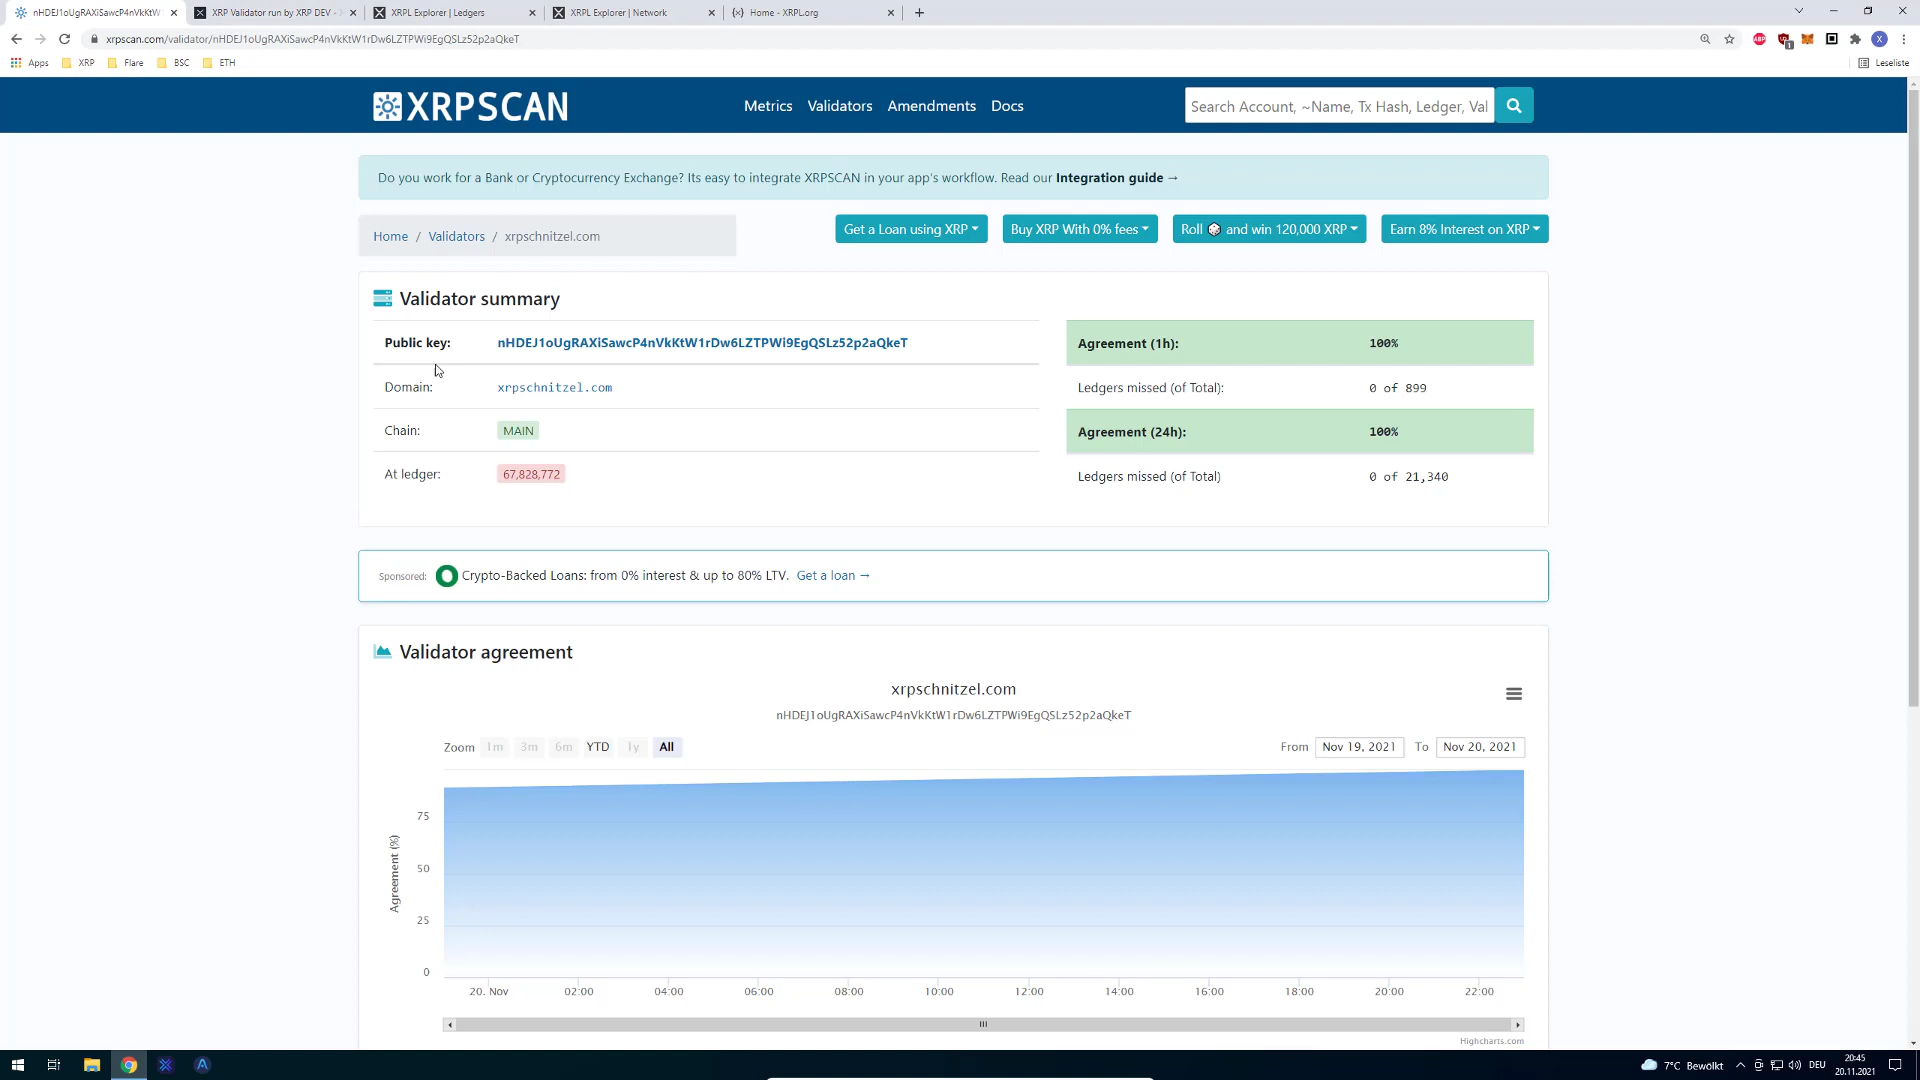 nHDEJ1oUgRAXiSawcP4nVkKtW
XRP Validator run by XRP DEV - X
XRPL Explorer | Ledgers
XRPL Explorer | Network
Home - XRPL.org
xrpscan.com/validator/nHDEJ1oUgRAXiSawcP4nVkKtW1rDw6LZTPWi9EgQSLz52p2aQkeT
ABP
1
X
Apps
XRP
Flare
BSC
ETH
Leseliste
XRPSCAN
Metrics
Validators
Amendments
Docs
Search Account, ~Name, Tx Hash, Ledger, Val
Do you work for a Bank or Cryptocurrency Exchange? Its easy to integrate XRPSCAN in your app's workflow. Read our Integration guide →
Home / Validators / xrpschnitzel.com
Get a Loan using XRP
Buy XRP With 0% fees
Roll 🎲 and win 120,000 XRP
Earn 8% Interest on XRP
Validator summary
Public key: nHDEJ1oUgRAXiSawcP4nVkKtW1rDw6LZTPWi9EgQSLz52p2aQkeT
Domain: xrpschnitzel.com
Chain: MAIN
At ledger: 67,828,772
Agreement (1h): 100%
Ledgers missed (of Total): 0 of 899
Agreement (24h): 100%
Ledgers missed (of Total) 0 of 21,340
Sponsored: Crypto-Backed Loans: from 0% interest & up to 80% LTV. Get a loan →
Validator agreement
xrpschnitzel.com
nHDEJ1oUgRAXiSawcP4nVkKtW1rDw6LZTPWi9EgQSLz52p2aQkeT
Zoom 1m 3m 6m YTD 1y All
From Nov 19, 2021 To Nov 20, 2021
Agreement (%)
75
50
25
0
20. Nov 02:00 04:00 06:00 08:00 10:00 12:00 14:00 16:00 18:00 20:00 22:00
Highcharts.com
7°C Bewölkt
DEU
20:45
20.11.2021